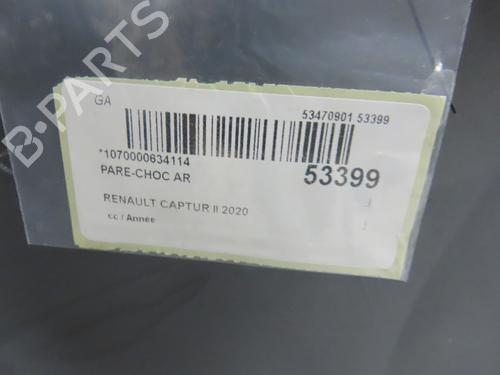 B-PARTS
GA
53470901 53399
*1070000634114
PARE-CHOC AR
53399
RENAULT CAPTUR II 2020
cc / Année